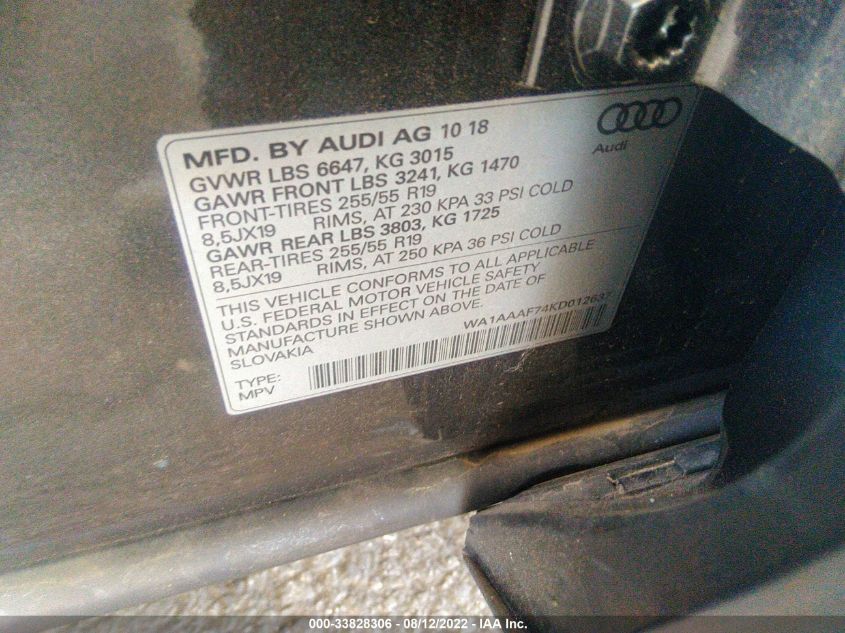 MFD. BY AUDI AG 10 18
Audi
GVWR LBS 6647, KG 3015
GAWR FRONT LBS 3241, KG 1470
FRONT-TIRES 255/55 R19
8,5JX19 RIMS, AT 230 KPA 33 PSI COLD
GAWR REAR LBS 3803, KG 1725
REAR-TIRES 255/55 R19
8,5JX19 RIMS, AT 250 KPA 36 PSI COLD
THIS VEHICLE CONFORMS TO ALL APPLICABLE
U.S. FEDERAL MOTOR VEHICLE SAFETY
STANDARDS IN EFFECT ON THE DATE OF
MANUFACTURE SHOWN ABOVE.
SLOVAKIA
WA1AAAF74KD012637
TYPE:
MPV
000-33828306 - 08/12/2022 - IAA Inc.